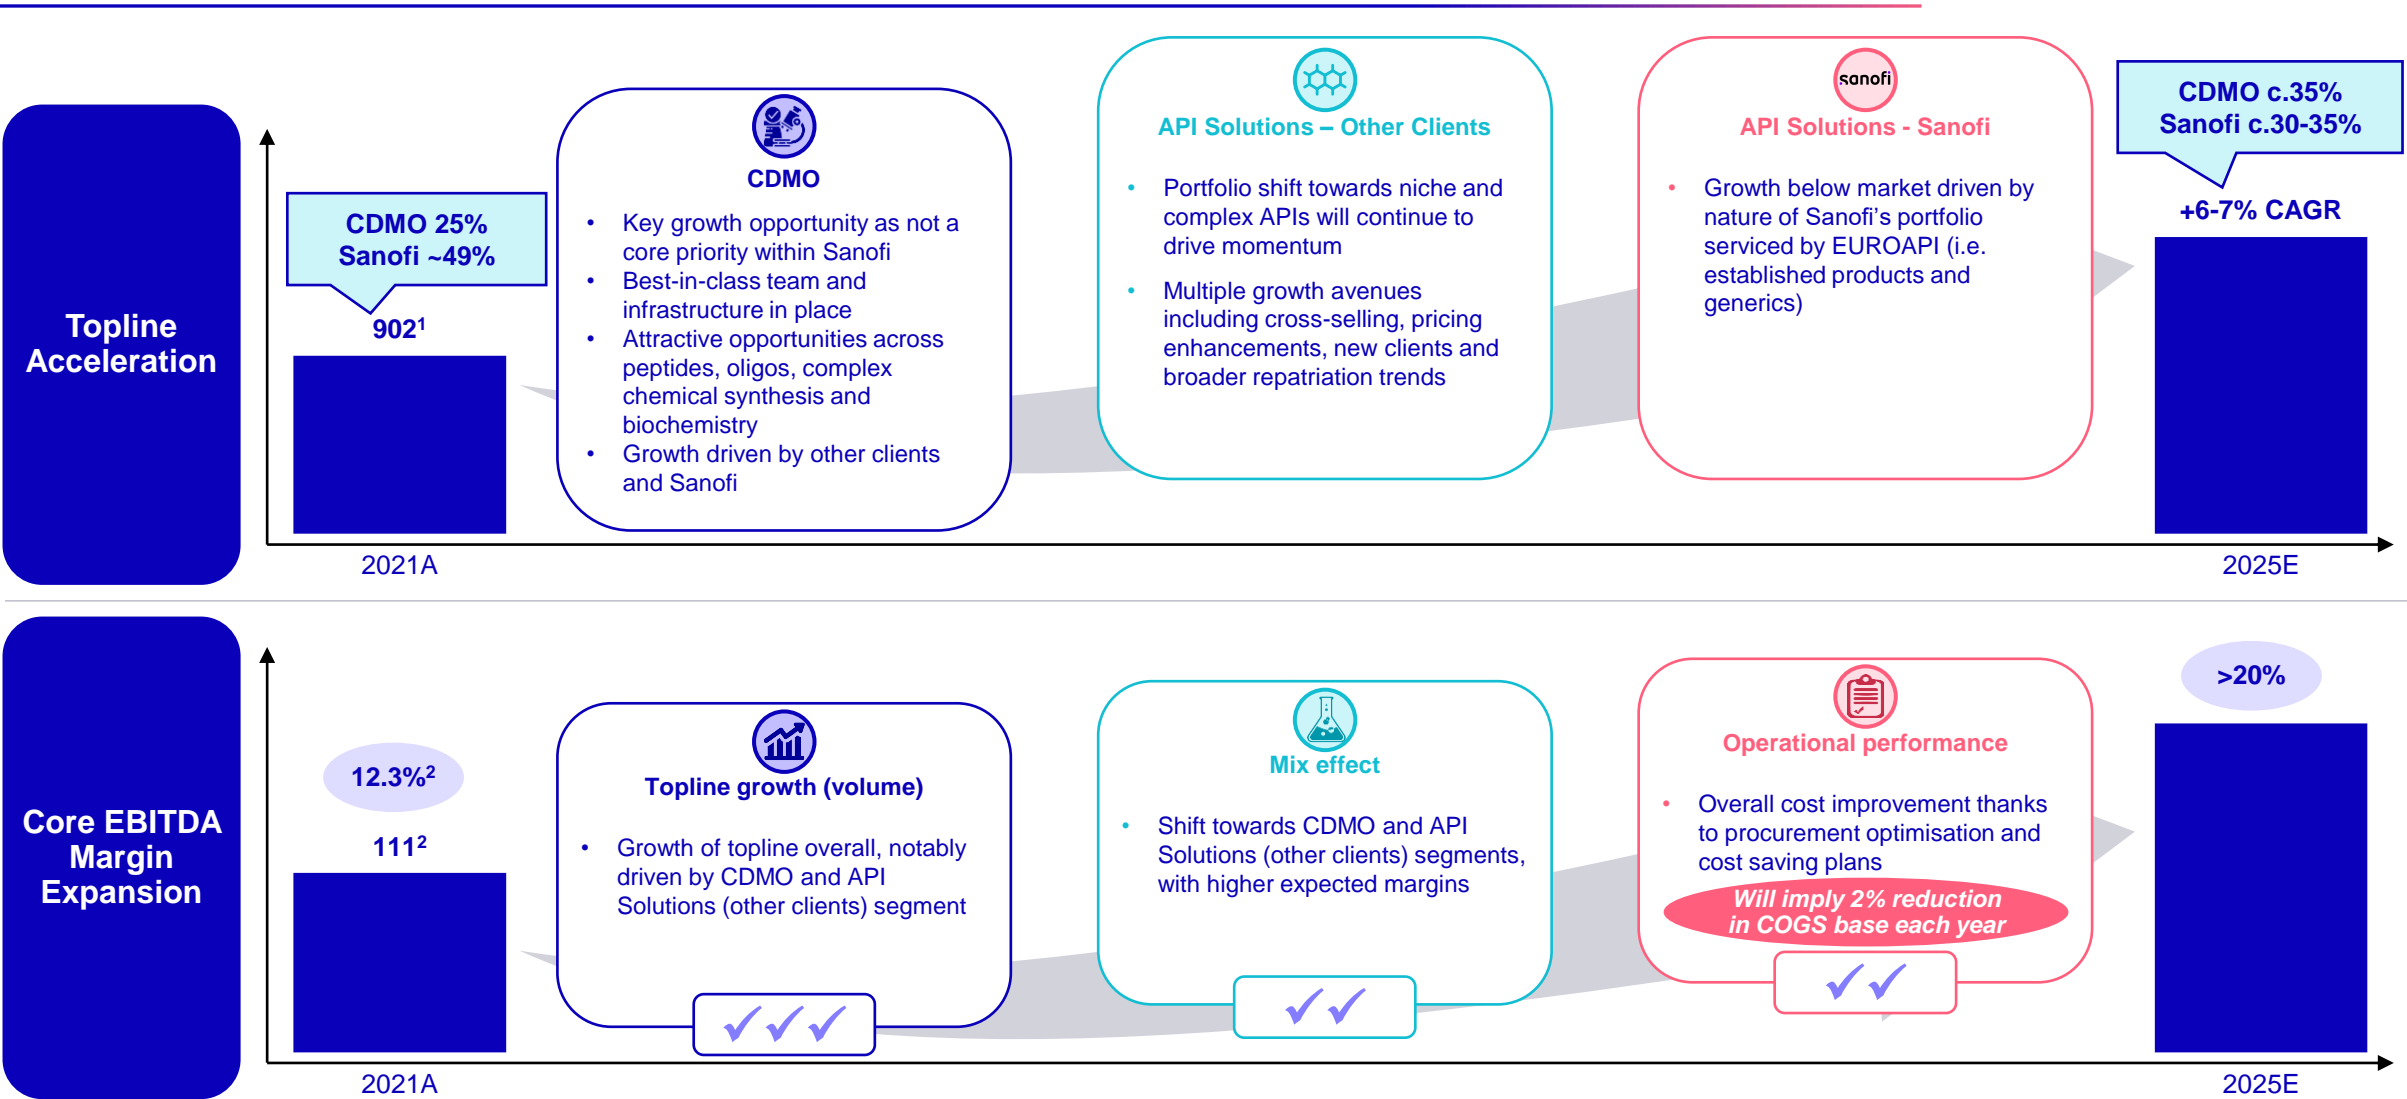 Topline
Acceleration
CDMO 25%
Sanofi ~49%
902¹
2021A
CDMO
• Key growth opportunity as not a
core priority within Sanofi
• Best-in-class team and
infrastructure in place
• Attractive opportunities across
peptides, oligos, complex
chemical synthesis and
biochemistry
• Growth driven by other clients
and Sanofi
API Solutions – Other Clients
• Portfolio shift towards niche and
complex APIs will continue to
drive momentum
• Multiple growth avenues
including cross-selling, pricing
enhancements, new clients and
broader repatriation trends
sanofi
API Solutions - Sanofi
• Growth below market driven by
nature of Sanofi's portfolio
serviced by EUROAPI (i.e.
established products and
generics)
CDMO c.35%
Sanofi c.30-35%
+6-7% CAGR
2025E
Core EBITDA
Margin
Expansion
12.3%²
111²
2021A
Topline growth (volume)
• Growth of topline overall, notably
driven by CDMO and API
Solutions (other clients) segment
Mix effect
• Shift towards CDMO and API
Solutions (other clients) segments,
with higher expected margins
Operational performance
• Overall cost improvement thanks
to procurement optimisation and
cost saving plans
Will imply 2% reduction
in COGS base each year
>20%
2025E